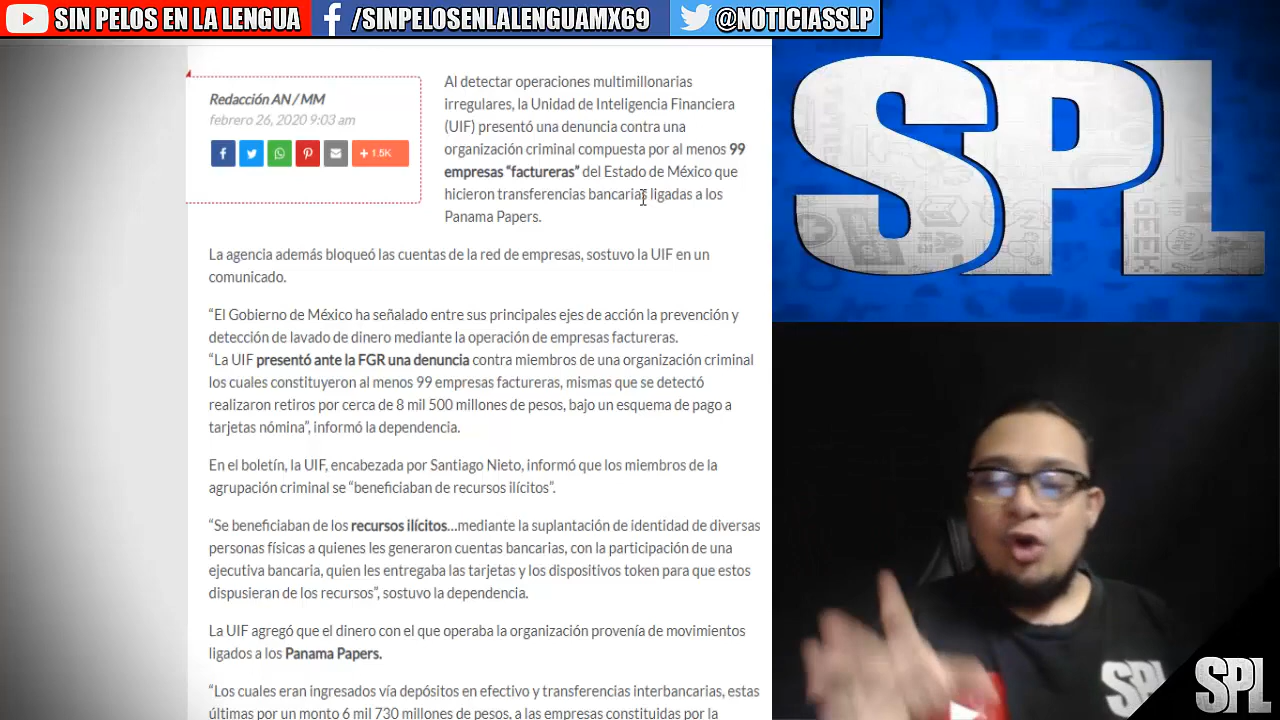 SIN PELOS EN LA LENGUA
/SINPELOSENLALENGUAMX69
@NOTICIASSLP
SPL
Redacción AN / MM
febrero 26, 2020 9:03 am
+ 1.5K
Al detectar operaciones multimillonarias
irregulares, la Unidad de Inteligencia Financiera
(UIF) presentó una denuncia contra una
organización criminal compuesta por al menos 99
empresas “factureras” del Estado de México que
hicieron transferencias bancarias ligadas a los
Panama Papers.
La agencia además bloqueó las cuentas de la red de empresas, sostuvo la UIF en un
comunicado.
“El Gobierno de México ha señalado entre sus principales ejes de acción la prevención y
detección de lavado de dinero mediante la operación de empresas factureras.
“La UIF presentó ante la FGR una denuncia contra miembros de una organización criminal
los cuales constituyeron al menos 99 empresas factureras, mismas que se detectó
realizaron retiros por cerca de 8 mil 500 millones de pesos, bajo un esquema de pago a
tarjetas nómina”, informó la dependencia.
En el boletín, la UIF, encabezada por Santiago Nieto, informó que los miembros de la
agrupación criminal se “beneficiaban de recursos ilícitos”.
“Se beneficiaban de los recursos ilícitos…mediante la suplantación de identidad de diversas
personas físicas a quienes les generaron cuentas bancarias, con la participación de una
ejecutiva bancaria, quien les entregaba las tarjetas y los dispositivos token para que estos
dispusieran de los recursos”, sostuvo la dependencia.
La UIF agregó que el dinero con el que operaba la organización provenía de movimientos
ligados a los Panama Papers.
“Los cuales eran ingresados vía depósitos en efectivo y transferencias interbancarias, estas
últimas por un monto 6 mil 730 millones de pesos, a las empresas constituidas por la
SPL
SPL